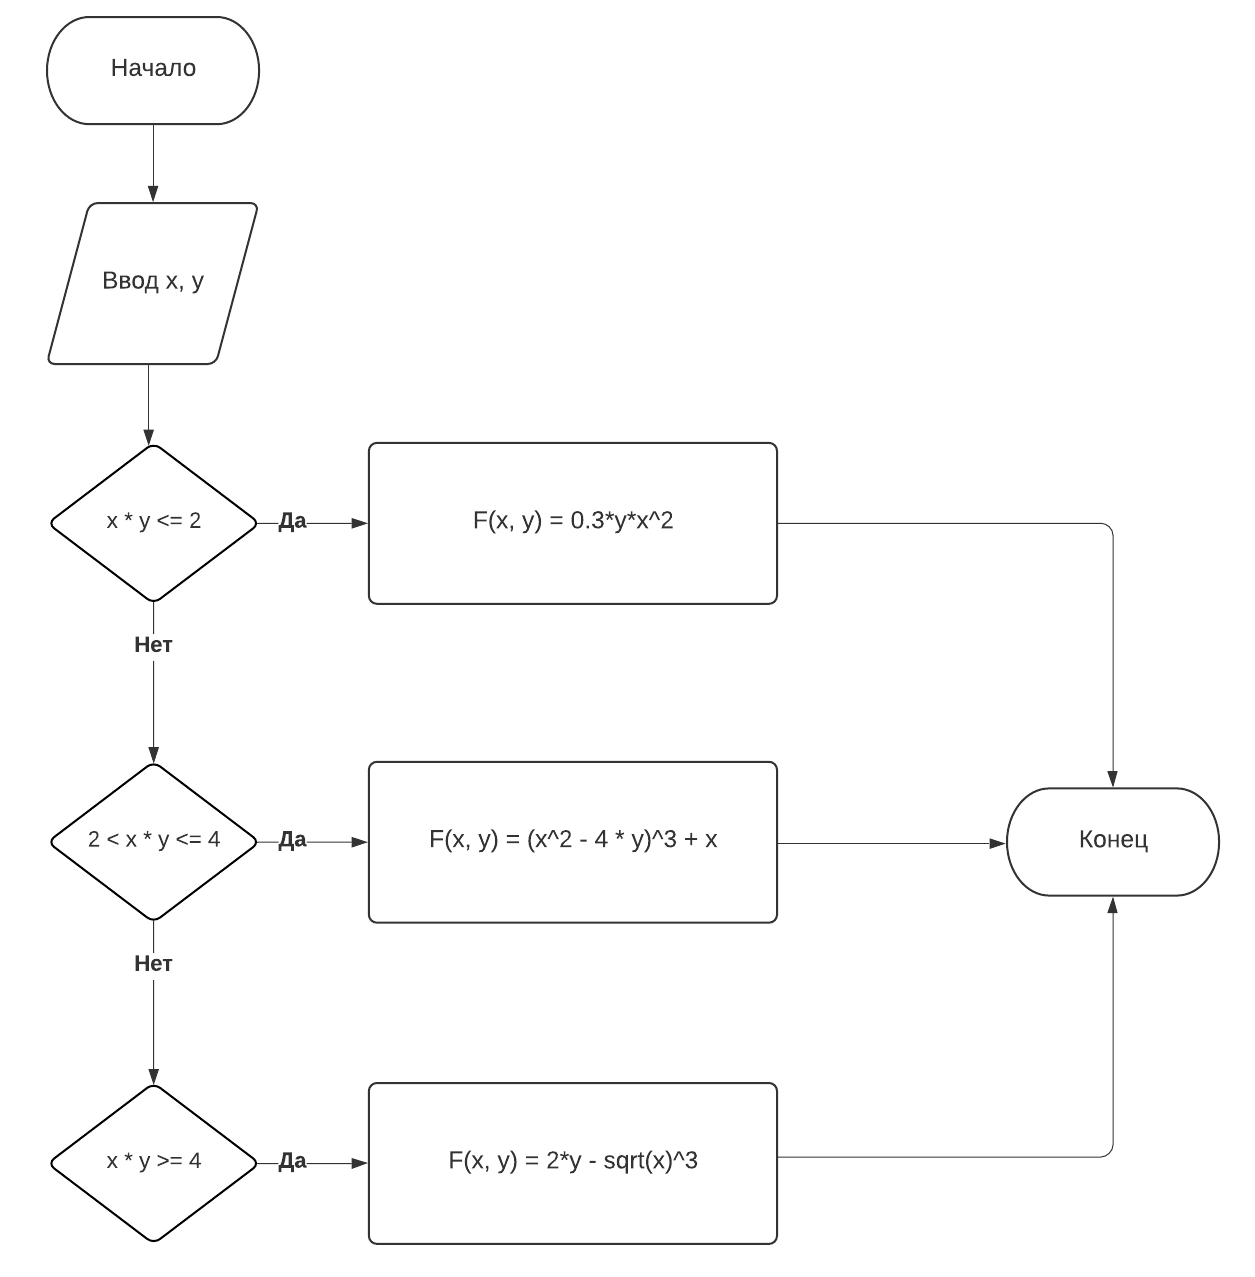 Начало
Ввод x, y
x * y <= 2
Да
F(x, y) = 0.3*y*x^2
Нет
2 < x * y <= 4
Да
F(x, y) = (x^2 - 4 * y)^3 + x
Конец
Нет
x * y >= 4
Да
F(x, y) = 2*y - sqrt(x)^3